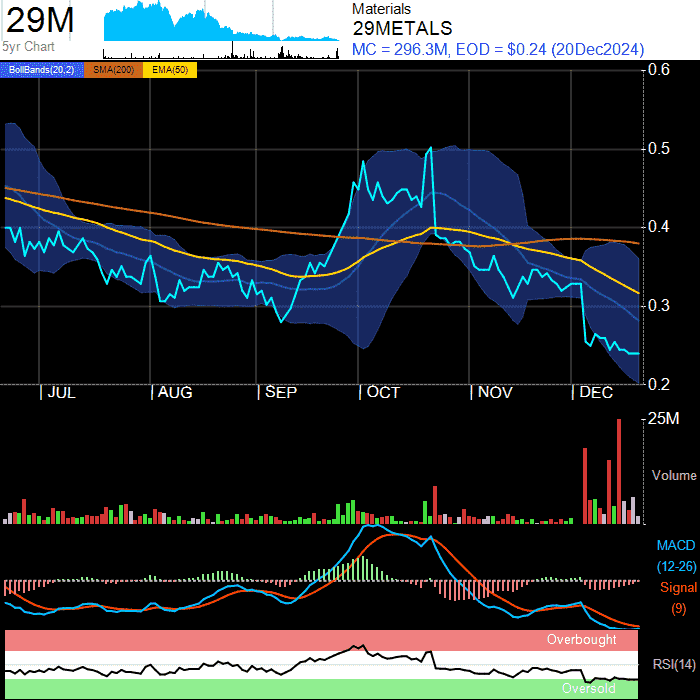 29M
5yr Chart
Materials
29METALS
MC = 296.3M, EOD = $0.24 (20Dec2024)
BollBands(20,2) SMA(200) EMA(50)
0.6
0.5
0.4
0.3
0.2
| JUL | AUG | SEP | OCT | NOV | DEC
25M
Volume
MACD
(12-26)
Signal
(9)
Overbought
RSI(14)
Oversold